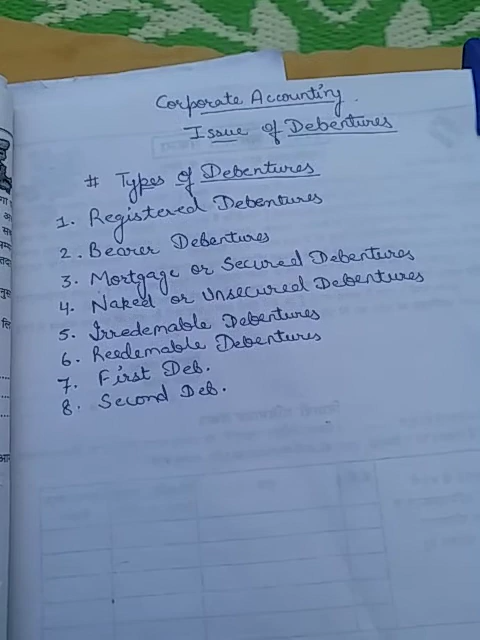 Corporate Accounting.
Issue of Debentures
# Types of Debentures
1. Registered Debentures
2. Bearer Debentures
3. Mortgage or Secured Debentures
4. Naked or Unsecured Debentures
5. Irredemable Debentures
6. Reedemable Debentures
7. First Deb.
8. Second Deb.